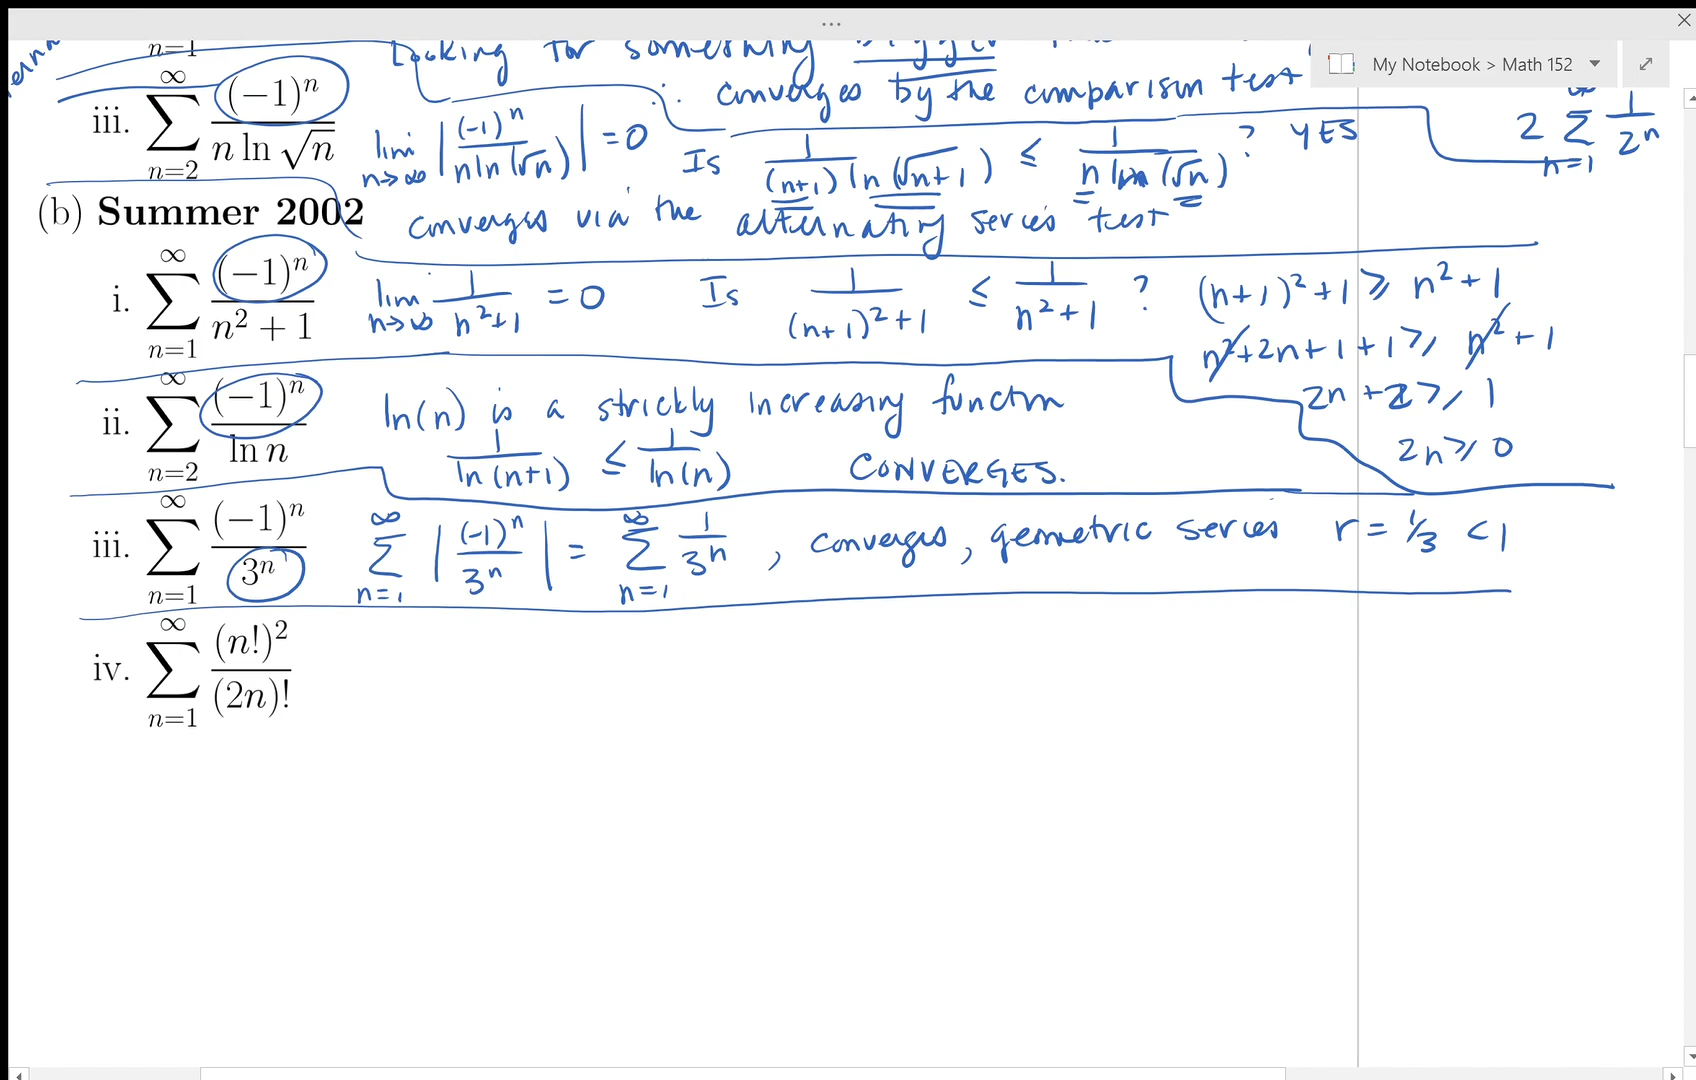 My Notebook > Math 152
n=1 Looking for something bigger
∴ converges by the comparison test
iii. ∑_{n=2}^{∞} (−1)^n / (n ln √n) lim_{n→∞} |(-1)^n / (n ln(√n))| = 0 Is 1/((n+1) ln(√n+1)) ≤ 1/(n ln(√n)) ? YES 2 ∑_{n=1}^{∞} 1/2^n
converges via the alternating series test
(b) Summer 2002
i. ∑_{n=1}^{∞} (−1)^n / (n² + 1) lim_{n→∞} 1/(n²+1) = 0 Is 1/((n+1)²+1) ≤ 1/(n²+1) ? (n+1)²+1 ≥ n²+1
n²+2n+1+1 ≥ n²+1
2n+2 ≥ 1
2n ≥ 0
ii. ∑_{n=2}^{∞} (−1)^n / ln n ln(n) is a strickly increasing function
1/ln(n+1) ≤ 1/ln(n) CONVERGES.
iii. ∑_{n=1}^{∞} (−1)^n / 3^n ∑_{n=1}^{∞} |(-1)^n / 3^n| = ∑_{n=1}^{∞} 1/3^n , converges, geometric series r = 1/3 < 1
iv. ∑_{n=1}^{∞} (n!)² / (2n)!